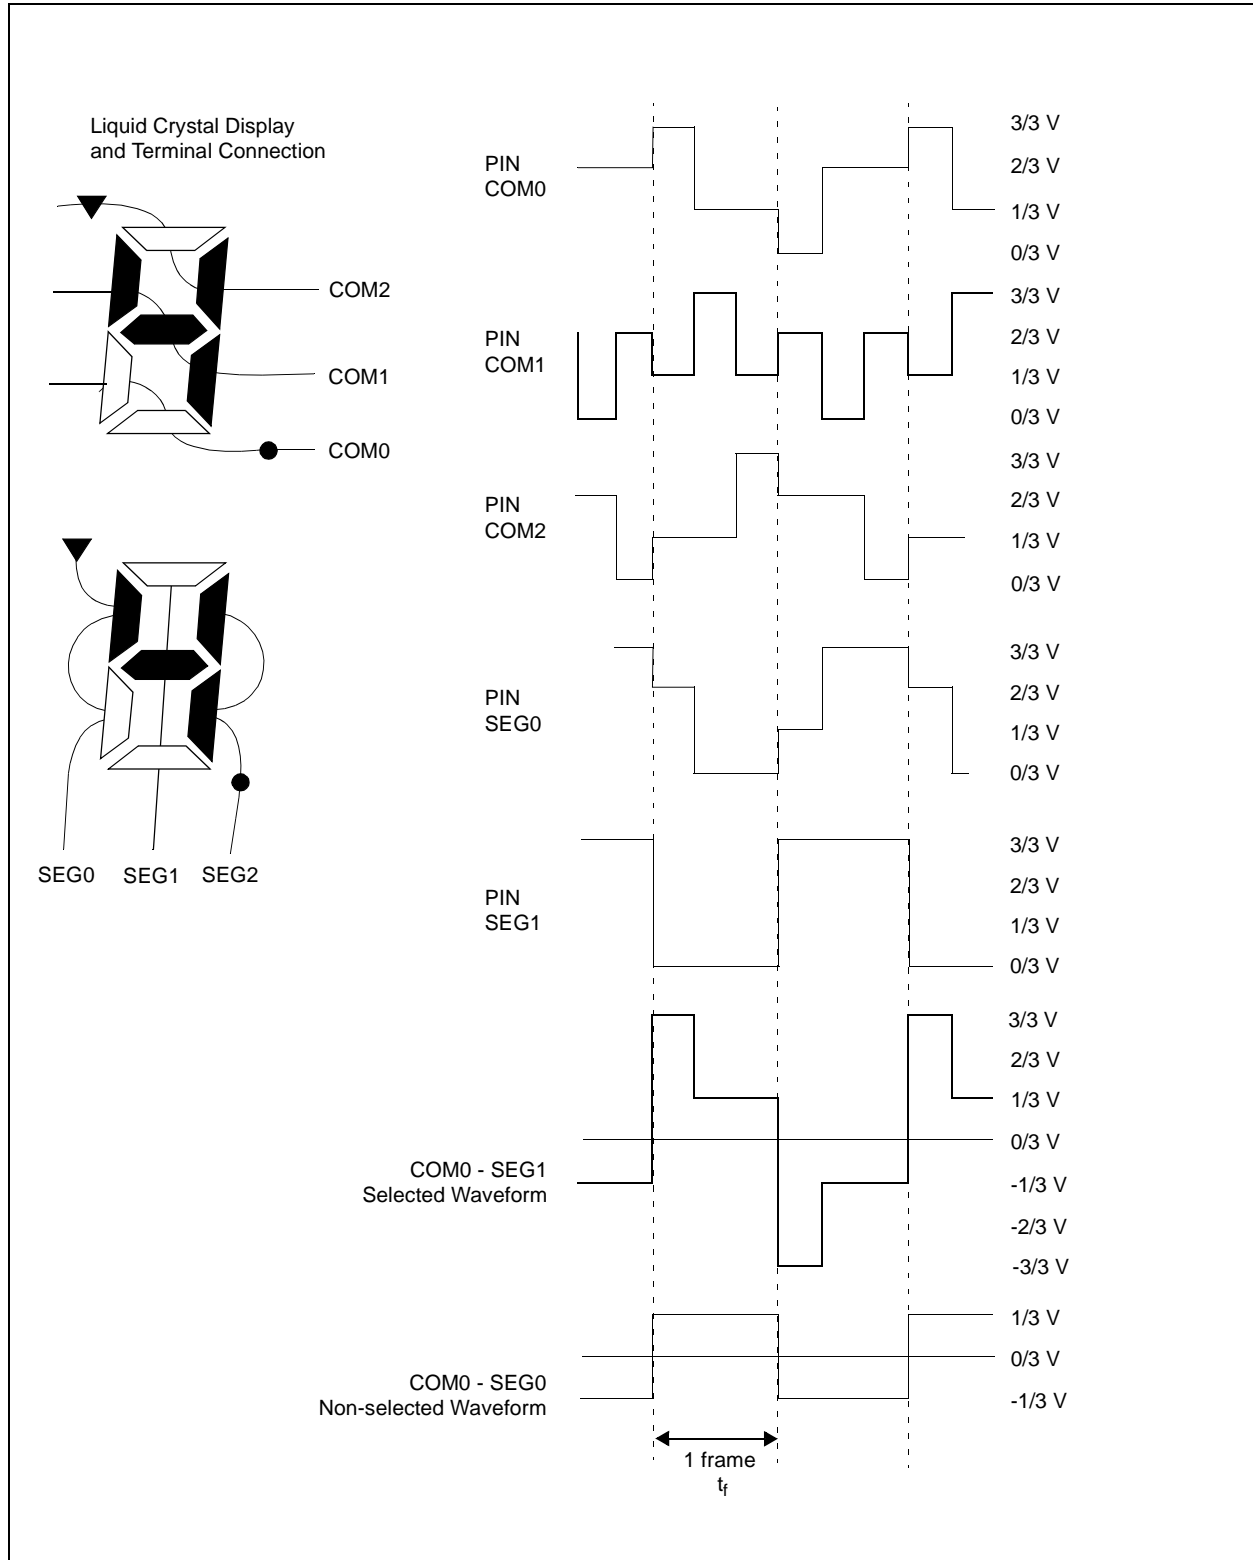 Liquid Crystal Display
and Terminal Connection
COM2
COM1
COM0
SEG0 SEG1 SEG2
PIN
COM0
3/3 V
2/3 V
1/3 V
0/3 V
PIN
COM1
3/3 V
2/3 V
1/3 V
0/3 V
PIN
COM2
3/3 V
2/3 V
1/3 V
0/3 V
PIN
SEG0
3/3 V
2/3 V
1/3 V
0/3 V
PIN
SEG1
3/3 V
2/3 V
1/3 V
0/3 V
COM0 - SEG1
Selected Waveform
3/3 V
2/3 V
1/3 V
0/3 V
-1/3 V
-2/3 V
-3/3 V
COM0 - SEG0
Non-selected Waveform
1/3 V
0/3 V
-1/3 V
1 frame
tf